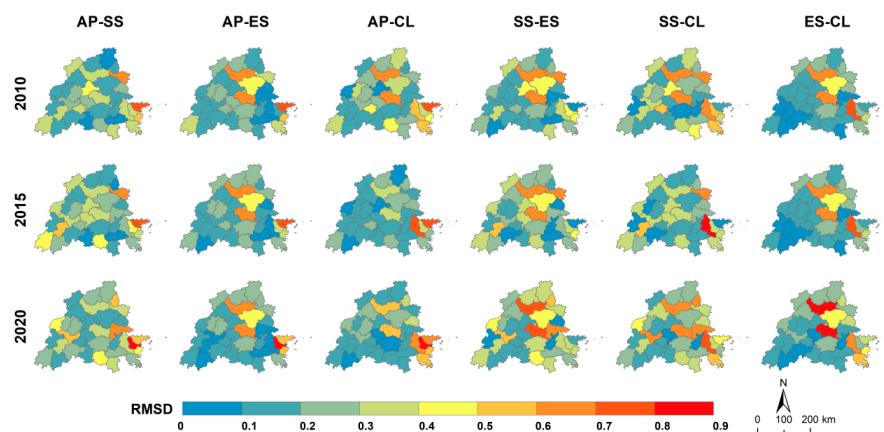 AP-SS AP-ES AP-CL SS-ES SS-CL ES-CL
2010
2015
2020
RMSD
0 0.1 0.2 0.3 0.4 0.5 0.6 0.7 0.8 0.9
N
0 100 200 km